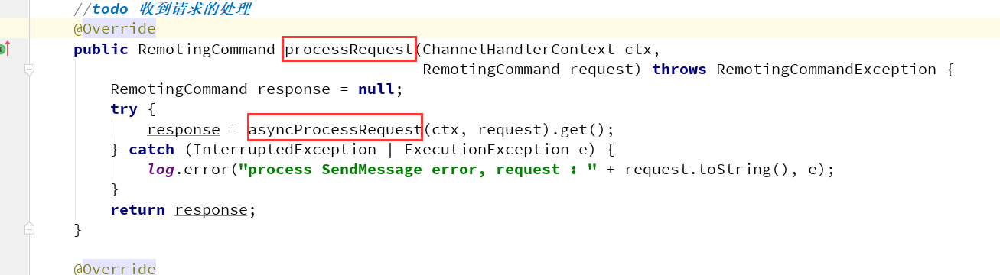 //todo 收到请求的处理
@Override
public RemotingCommand processRequest(ChannelHandlerContext ctx,
RemotingCommand request) throws RemotingCommandException {
RemotingCommand response = null;
try {
response = asyncProcessRequest(ctx, request).get();
} catch (InterruptedException | ExecutionException e) {
log.error("process SendMessage error, request : " + request.toString(), e);
}
return response;
}
@Override